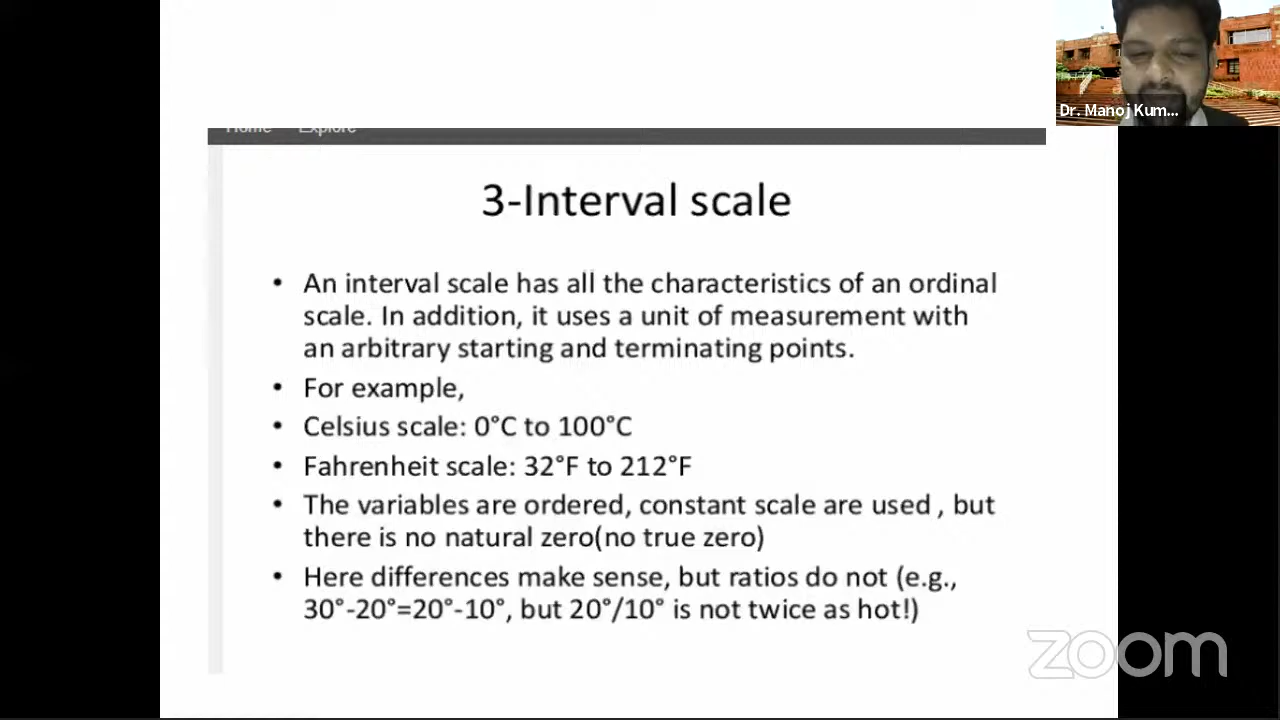 Home Explore
Dr. Manoj Kum...
3-Interval scale
• An interval scale has all the characteristics of an ordinal
scale. In addition, it uses a unit of measurement with
an arbitrary starting and terminating points.
• For example,
• Celsius scale: 0°C to 100°C
• Fahrenheit scale: 32°F to 212°F
• The variables are ordered, constant scale are used , but
there is no natural zero(no true zero)
• Here differences make sense, but ratios do not (e.g.,
30°-20°=20°-10°, but 20°/10° is not twice as hot!)
zoom